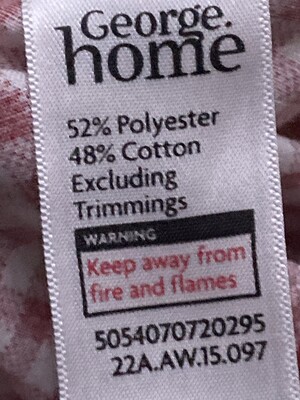 George.
home
52% Polyester
48% Cotton
Excluding
Trimmings
WARNING
Keep away from
fire and flames
5054070720295
22A.AW.15.097